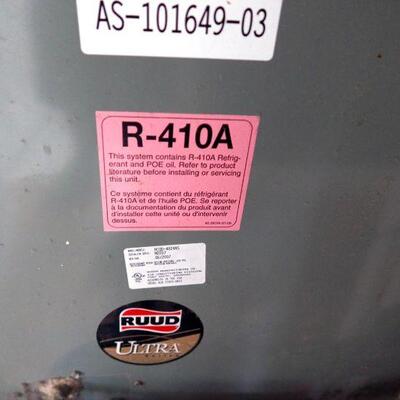 AS-101649-03
R-410A
This system contains R-410A Refrig-
erant and POE oil. Refer to product
literature before installing or servicing
this unit.
Ce système contient du réfrigérant
R-410A et de l'huile POE. Se reporter
à la documentation du produit avant
d'installer cette unité ou d'intervenir
dessus.
06/2007
RUUD
ULTRA